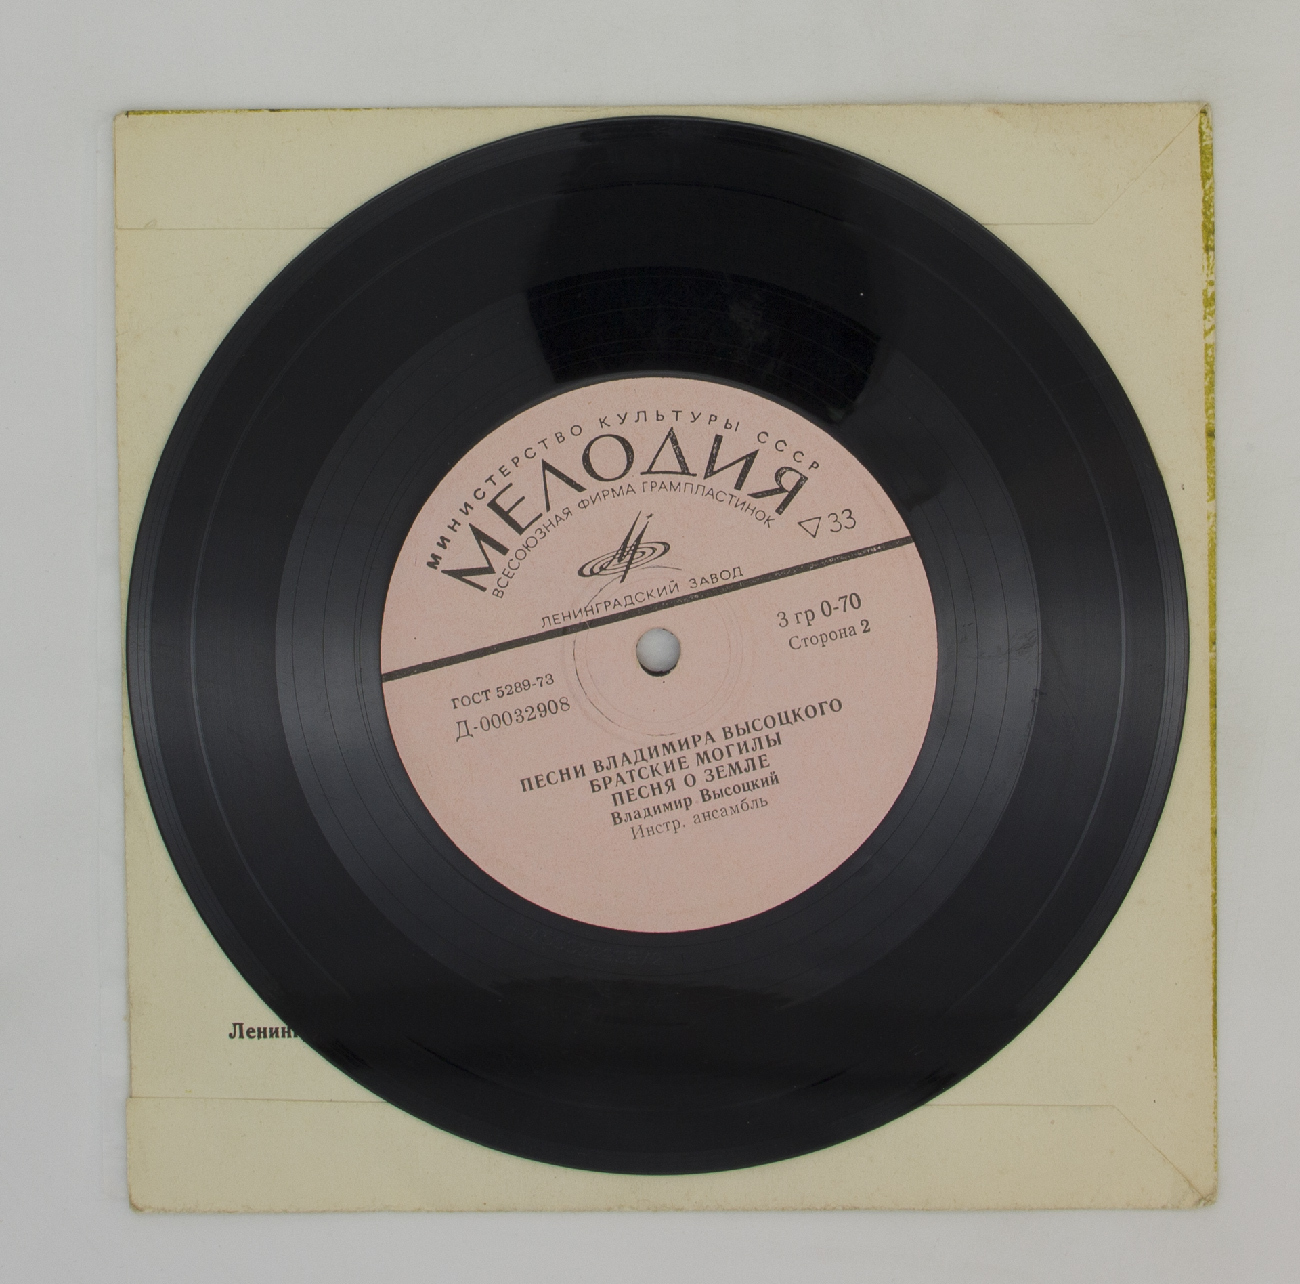 МИНИСТЕРСТВО КУЛЬТУРЫ СССР
МЕЛОДИЯ
ВСЕСОЮЗНАЯ ФИРМА ГРАМПЛАСТИНОК
33
ЛЕНИНГРАДСКИЙ ЗАВОД
3 гр 0-70
Сторона 2
ГОСТ 5289-73
Д-00032908
ПЕСНИ ВЛАДИМИРА ВЫСОЦКОГО
БРАТСКИЕ МОГИЛЫ
ПЕСНЯ О ЗЕМЛЕ
Владимир Высоцкий
Инстр. ансамбль